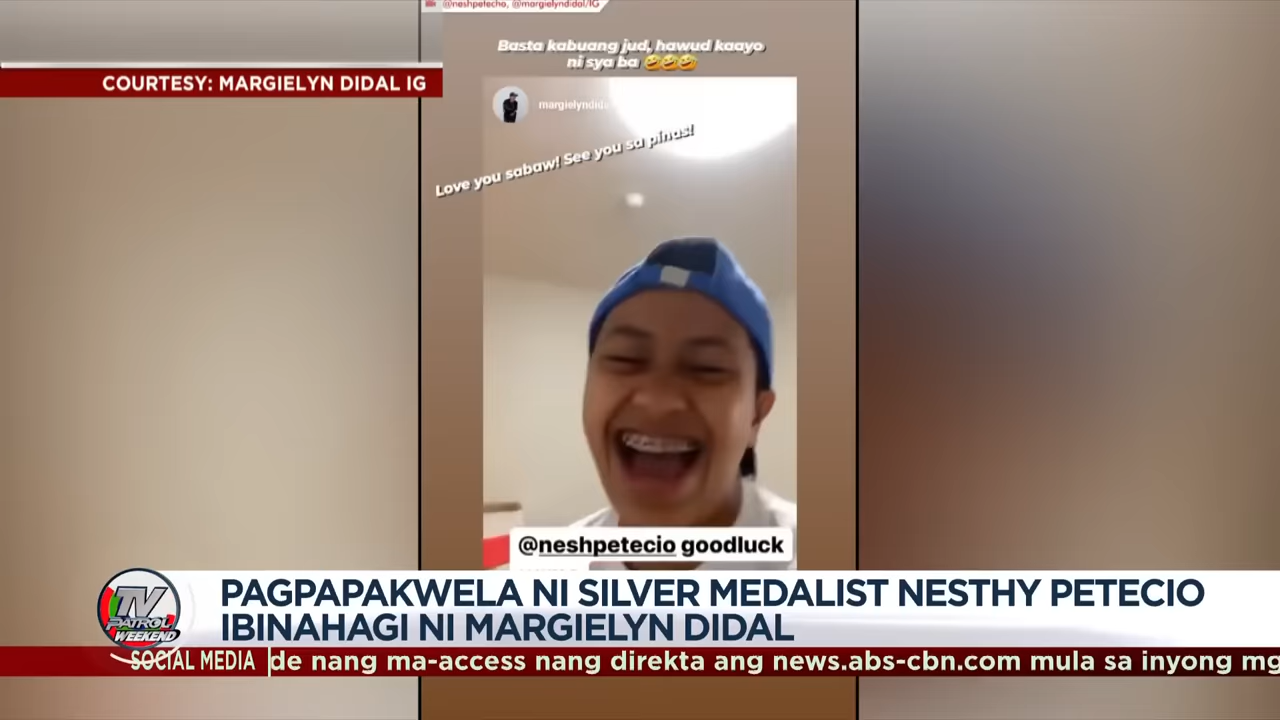 @neshpetecio, @margielyndidal/IG
COURTESY: MARGIELYN DIDAL IG
Basta kabuang jud, hawud kaayo
ni sya ba 🤣🤣🤣
margielyndid
Love you sabaw! See you sa pinas!
@neshpetecio goodluck
TV
PATROL
WEEKEND
PAGPAPAKWELA NI SILVER MEDALIST NESTHY PETECIO
IBINAHAGI NI MARGIELYN DIDAL
SOCIAL MEDIA
de nang ma-access nang direkta ang news.abs-cbn.com mula sa inyong mg